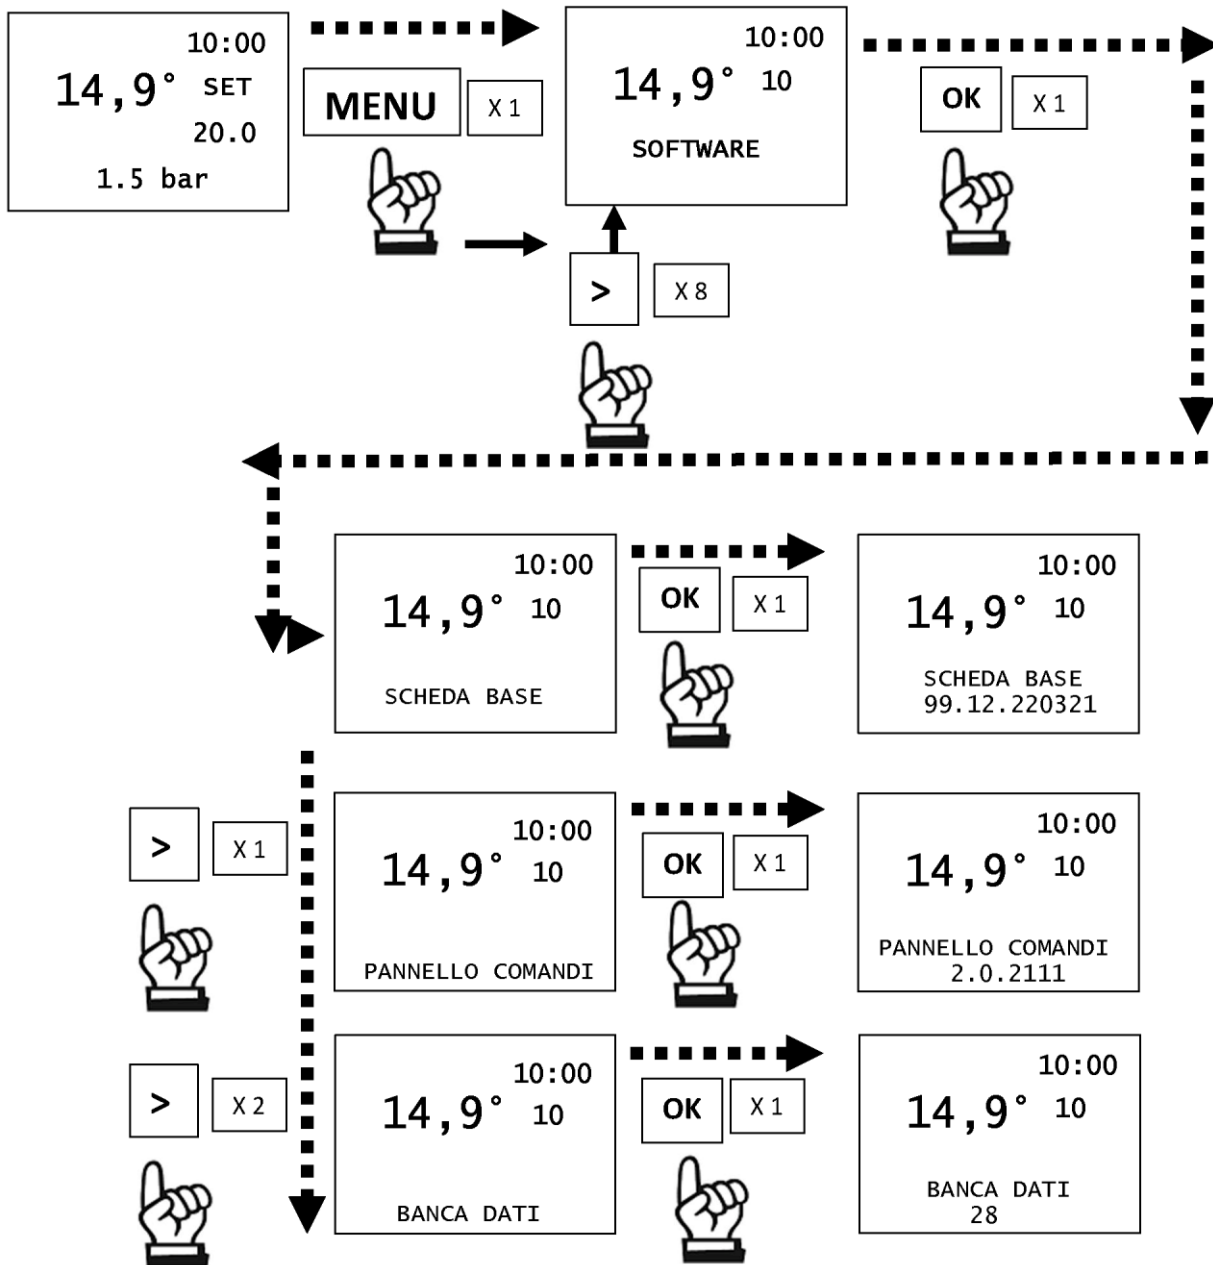 10:00
14,9° SET
20.0
1.5 bar
MENU X 1
10:00
14,9° 10
SOFTWARE
OK X 1
> X 8
10:00
14,9° 10
SCHEDA BASE
OK X 1
10:00
14,9° 10
SCHEDA BASE
99.12.220321
> X 1
10:00
14,9° 10
PANNELLO COMANDI
OK X 1
10:00
14,9° 10
PANNELLO COMANDI
2.0.2111
> X 2
10:00
14,9° 10
BANCA DATI
OK X 1
10:00
14,9° 10
BANCA DATI
28